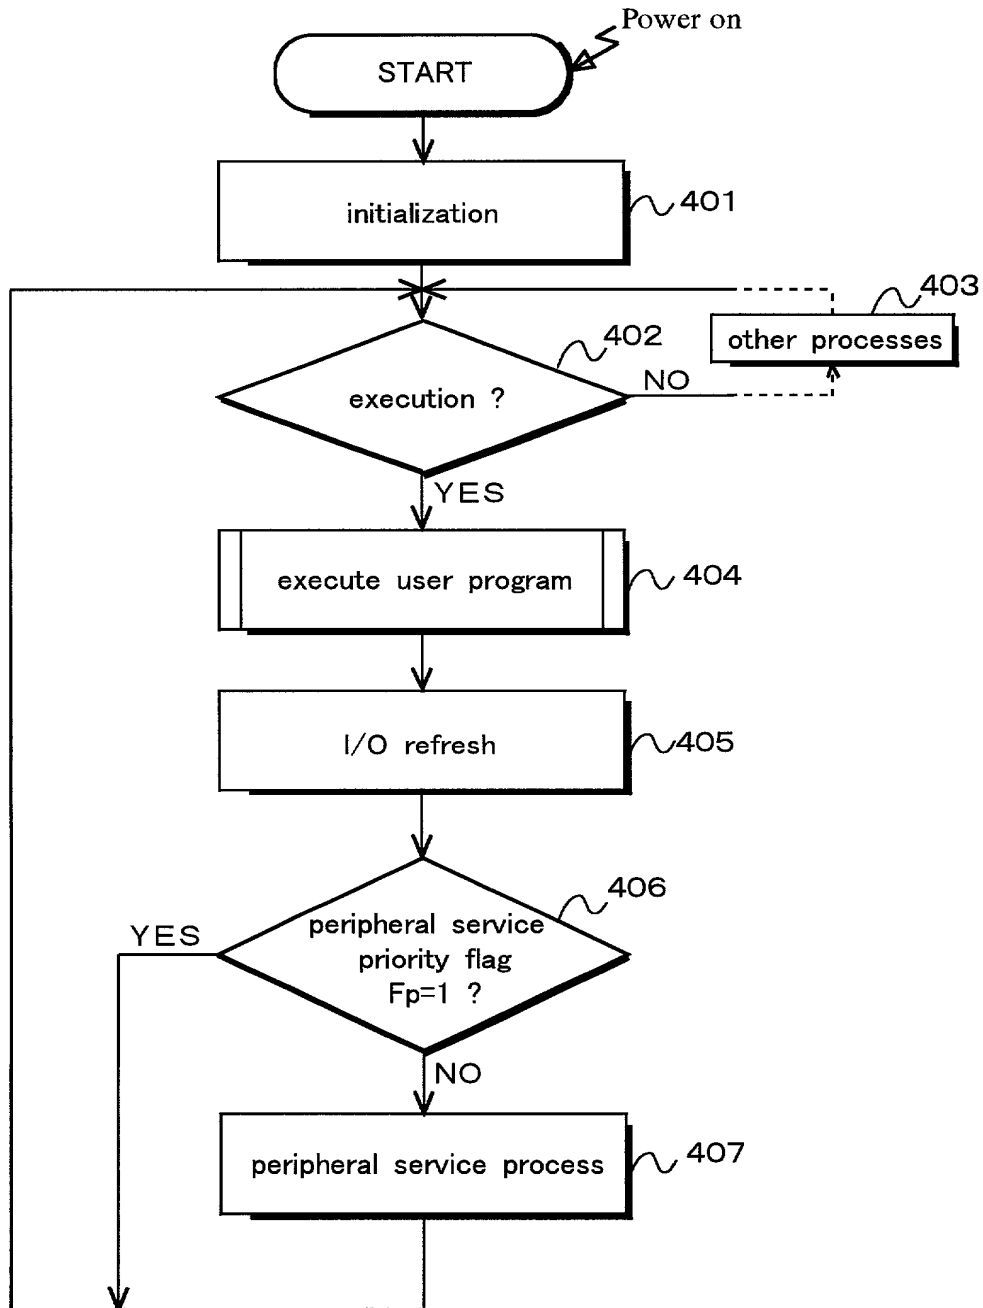 Power on
START
initialization
401
403
other processes
402
execution ?
NO
YES
execute user program
404
I/O refresh
405
406
peripheral service
priority flag
Fp=1 ?
YES
NO
peripheral service process
407